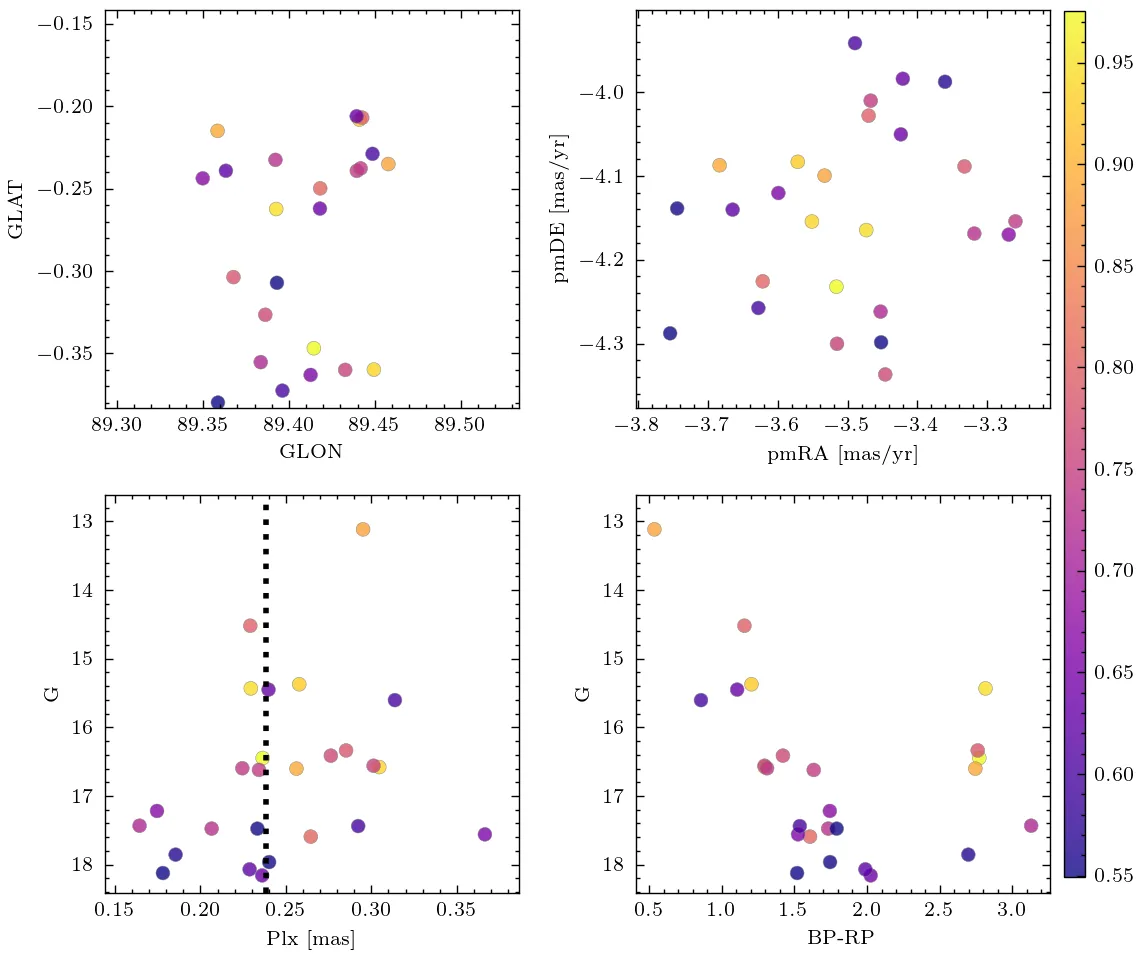 −0.15
−0.20
−0.25
−0.30
−0.35
GLAT
89.30 89.35 89.40 89.45 89.50
GLON
−4.0
−4.1
−4.2
−4.3
pmDE [mas/yr]
−3.8 −3.7 −3.6 −3.5 −3.4 −3.3
pmRA [mas/yr]
13
14
15
16
17
18
G
0.15 0.20 0.25 0.30 0.35
Plx [mas]
13
14
15
16
17
18
G
0.5 1.0 1.5 2.0 2.5 3.0
BP-RP
0.95
0.90
0.85
0.80
0.75
0.70
0.65
0.60
0.55